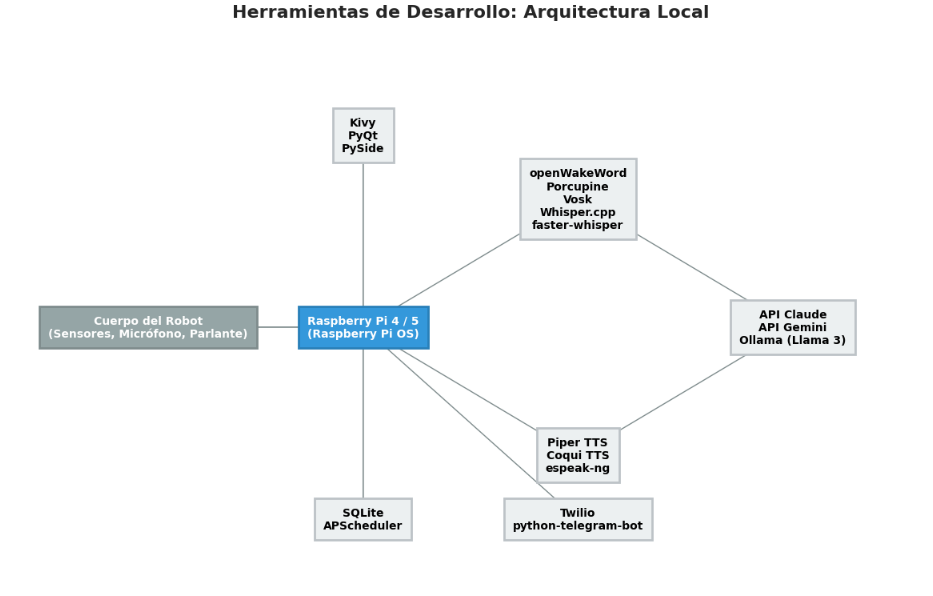 Herramientas de Desarrollo: Arquitectura Local
Kivy
PyQt
PySide
openWakeWord
Porcupine
Vosk
Whisper.cpp
faster-whisper
Cuerpo del Robot
(Sensores, Micrófono, Parlante)
Raspberry Pi 4 / 5
(Raspberry Pi OS)
API Claude
API Gemini
Ollama (Llama 3)
Piper TTS
Coqui TTS
espeak-ng
SQLite
APScheduler
Twilio
python-telegram-bot